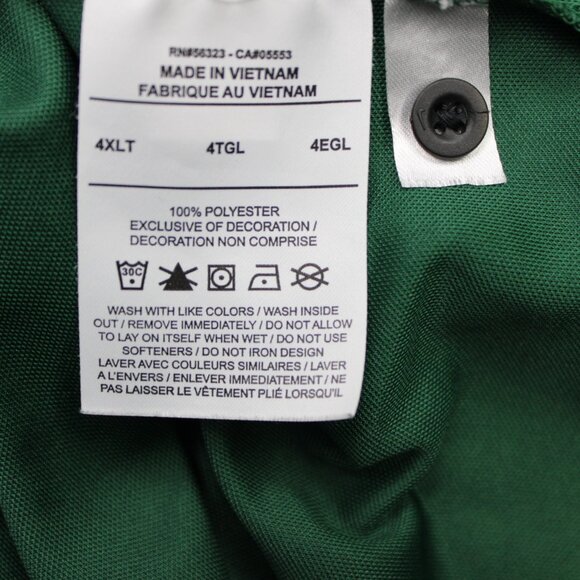 RN#56323 - CA#05553
MADE IN VIETNAM
FABRIQUE AU VIETNAM
4XLT 4TGL 4EGL
100% POLYESTER
EXCLUSIVE OF DECORATION /
DECORATION NON COMPRISE
30C
WASH WITH LIKE COLORS / WASH INSIDE
OUT / REMOVE IMMEDIATELY / DO NOT ALLOW
TO LAY ON ITSELF WHEN WET / DO NOT USE
SOFTENERS / DO NOT IRON DESIGN
LAVER AVEC COULEURS SIMILAIRES / LAVER
A L'ENVERS / ENLEVER IMMEDIATEMENT / NE
PAS LAISSER LE VÊTEMENT PLIÉ LORSQU'IL